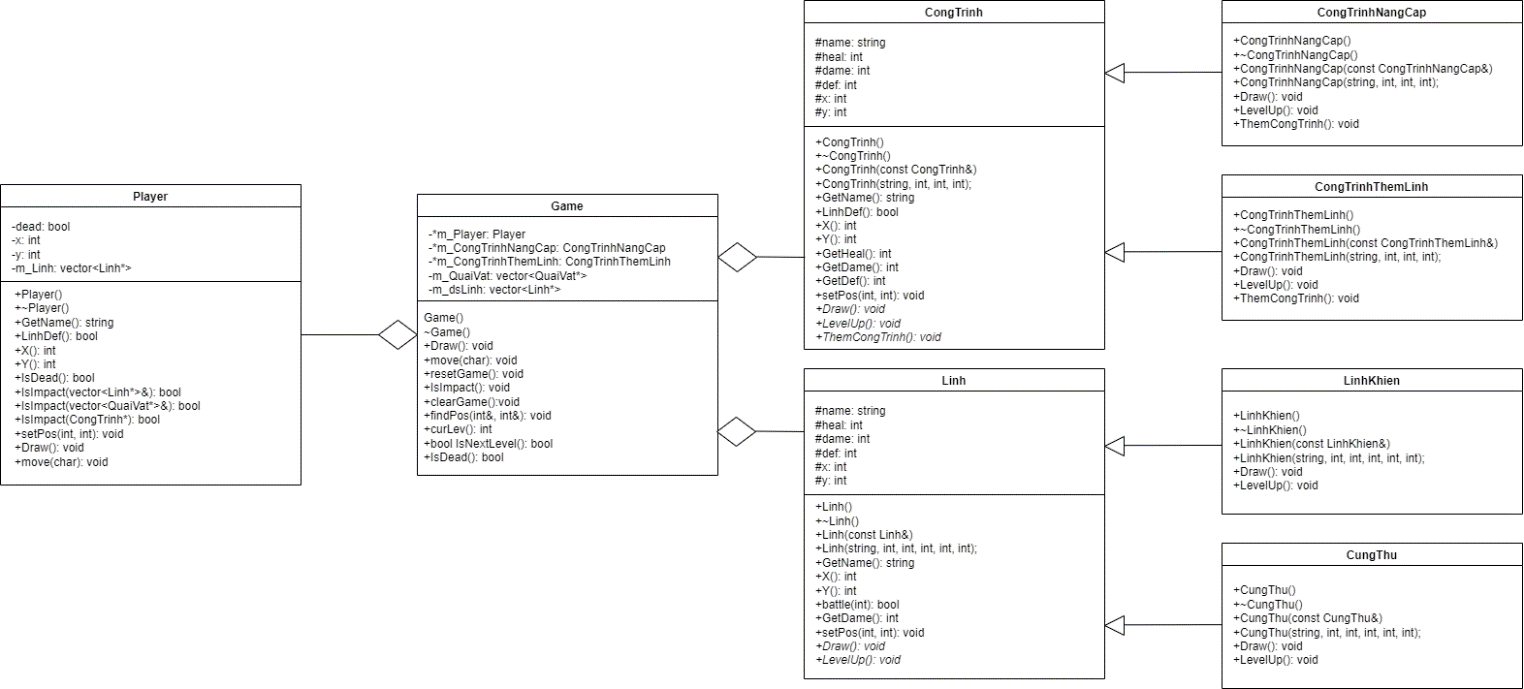 Player
-dead: bool
-x: int
-y: int
-m_Linh: vector<Linh*>
+Player()
+~Player()
+GetName(): string
+LinhDef(): bool
+X(): int
+Y(): int
+IsDead(): bool
+IsImpact(vector<Linh*>&): bool
+IsImpact(vector<QuaiVat*>&): bool
+IsImpact(CongTrinh*): bool
+setPos(int, int): void
+Draw(): void
+move(char): void
Game
-*m_Player: Player
-*m_CongTrinhNangCap: CongTrinhNangCap
-*m_CongTrinhThemLinh: CongTrinhThemLinh
-m_QuaiVat: vector<QuaiVat*>
-m_dsLinh: vector<Linh*>
Game()
~Game()
+Draw(): void
+move(char): void
+resetGame(): void
+IsImpact(): void
+clearGame():void
+findPos(int&, int&): void
+curLev(): int
+bool IsNextLevel(): bool
+IsDead(): bool
CongTrinh
#name: string
#heal: int
#dame: int
#def: int
#x: int
#y: int
+CongTrinh()
+~CongTrinh()
+CongTrinh(const CongTrinh&)
+CongTrinh(string, int, int, int);
+GetName(): string
+LinhDef(): bool
+X(): int
+Y(): int
+GetHeal(): int
+GetDame(): int
+GetDef(): int
+setPos(int, int): void
+Draw(): void
+LevelUp(): void
+ThemCongTrinh(): void
Linh
#name: string
#heal: int
#dame: int
#def: int
#x: int
#y: int
+Linh()
+~Linh()
+Linh(const Linh&)
+Linh(string, int, int, int, int, int);
+GetName(): string
+X(): int
+Y(): int
+battle(int): bool
+GetDame(): int
+setPos(int, int): void
+Draw(): void
+LevelUp(): void
CongTrinhNangCap
+CongTrinhNangCap()
+~CongTrinhNangCap()
+CongTrinhNangCap(const CongTrinhNangCap&)
+CongTrinhNangCap(string, int, int, int);
+Draw(): void
+LevelUp(): void
+ThemCongTrinh(): void
CongTrinhThemLinh
+CongTrinhThemLinh()
+~CongTrinhThemLinh()
+CongTrinhThemLinh(const CongTrinhThemLinh&)
+CongTrinhThemLinh(string, int, int, int);
+Draw(): void
+LevelUp(): void
+ThemCongTrinh(): void
LinhKhien
+LinhKhien()
+~LinhKhien()
+LinhKhien(const LinhKhien&)
+LinhKhien(string, int, int, int, int, int);
+Draw(): void
+LevelUp(): void
CungThu
+CungThu()
+~CungThu()
+CungThu(const CungThu&)
+CungThu(string, int, int, int, int, int);
+Draw(): void
+LevelUp(): void